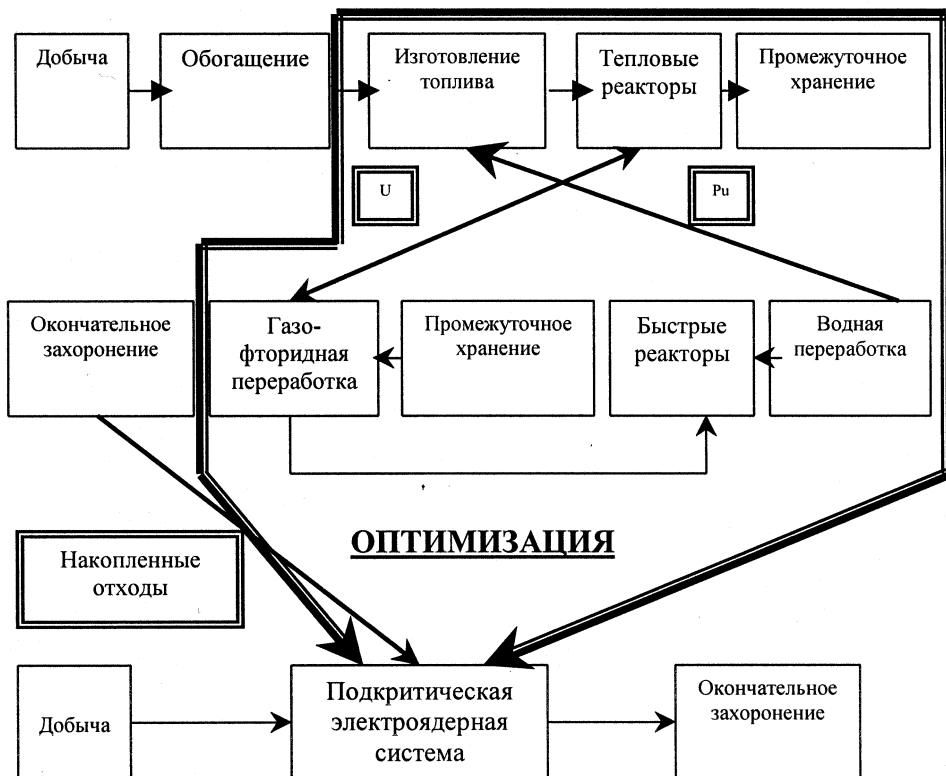 Добыча
Обогащение
Изготовление
топлива
Тепловые
реакторы
Промежуточное
хранение
U
Pu
Окончательное
захоронение
Газо-
фторидная
переработка
Промежуточное
хранение
Быстрые
реакторы
Водная
переработка
ОПТИМИЗАЦИЯ
Накопленные
отходы
Добыча
Подкритическая
электроядерная
система
Окончательное
захоронение